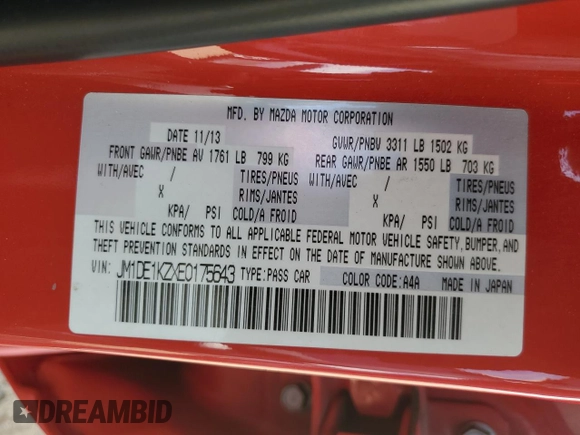 MFD. BY MAZDA MOTOR CORPORATION
DATE 11/13 GVWR/PNBV 3311 LB 1502 KG
FRONT GAWR/PNBE AV 1761 LB 799 KG REAR GAWR/PNBE AR 1550 LB 703 KG
WITH/AVEC / TIRES/PNEUS WITH/AVEC / TIRES/PNEUS
X RIMS/JANTES X RIMS/JANTES
KPA/ PSI COLD/A FROID KPA/ PSI COLD/A FROID
THIS VEHICLE CONFORMS TO ALL APPLICABLE FEDERAL MOTOR VEHICLE SAFETY, BUMPER, AND
THEFT PREVENTION STANDARDS IN EFFECT ON THE DATE OF MANUFACTURE SHOWN ABOVE.
VIN: JM1DE1KZXE0175643 TYPE:PASS CAR COLOR CODE:A4A MADE IN JAPAN
DREAMBID